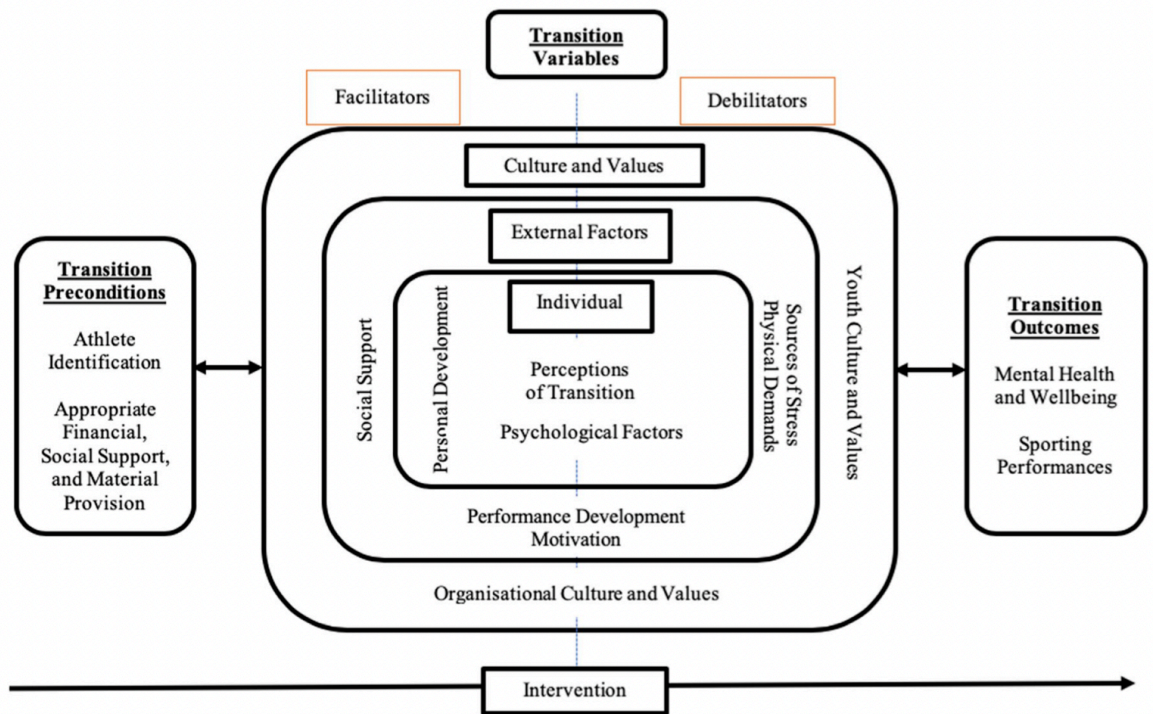 Transition
Variables
Facilitators
Debilitators
Culture and Values
External Factors
Individual
Transition
Preconditions
Athlete
Identification
Appropriate
Financial,
Social Support,
and Material
Provision
Social Support
Personal Development
Perceptions
of Transition
Psychological Factors
Sources of Stress
Physical Demands
Youth Culture and Values
Transition
Outcomes
Mental Health
and Wellbeing
Sporting
Performances
Performance Development
Motivation
Organisational Culture and Values
Intervention